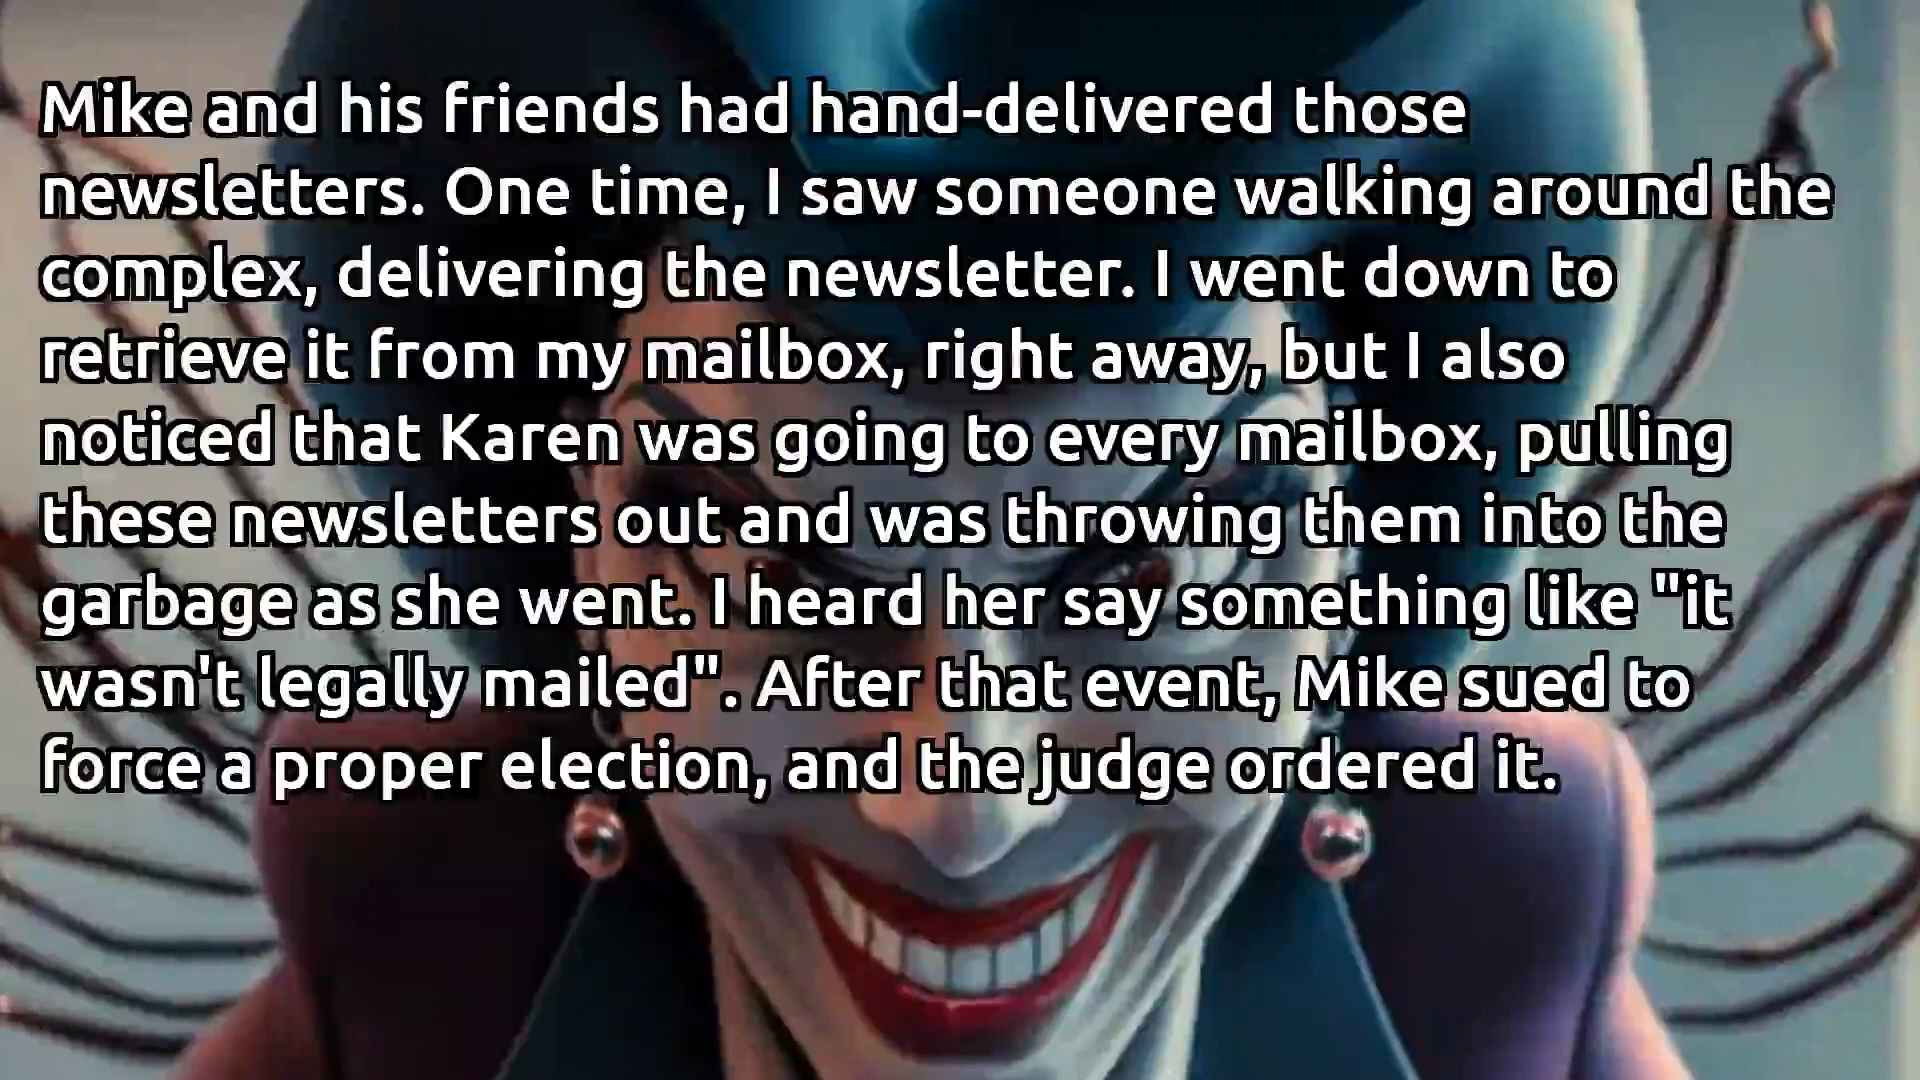 Mike and his friends had hand-delivered those
newsletters. One time, I saw someone walking around the
complex, delivering the newsletter. I went down to
retrieve it from my mailbox, right away, but I also
noticed that Karen was going to every mailbox, pulling
these newsletters out and was throwing them into the
garbage as she went. I heard her say something like "it
wasn't legally mailed". After that event, Mike sued to
force a proper election, and the judge ordered it.